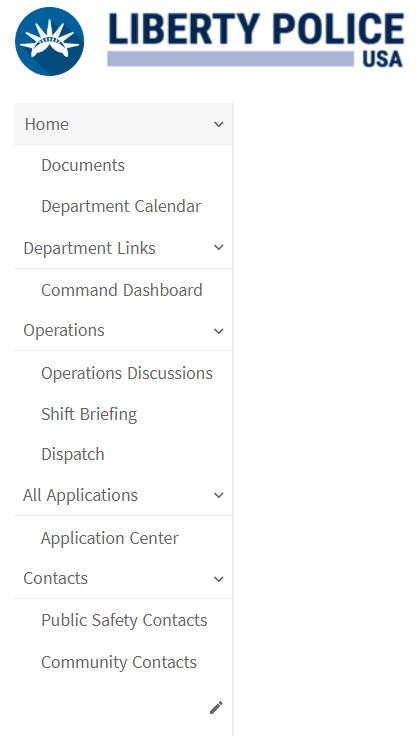 LIBERTY POLICE
USA
Home
Documents
Department Calendar
Department Links
Command Dashboard
Operations
Operations Discussions
Shift Briefing
Dispatch
All Applications
Application Center
Contacts
Public Safety Contacts
Community Contacts